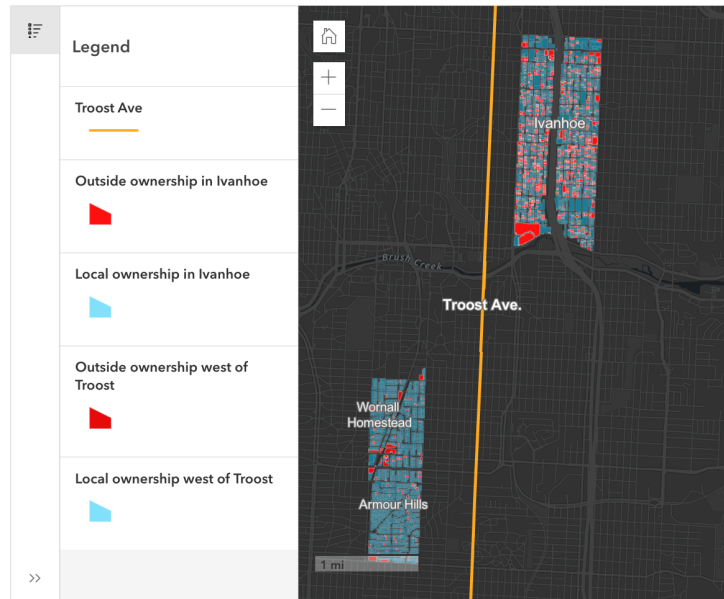 Legend
Troost Ave
Outside ownership in Ivanhoe
Local ownership in Ivanhoe
Outside ownership west of
Troost
Local ownership west of Troost
Ivanhoe
Brush Creek
Troost Ave.
Wornall
Homestead
Armour Hills
1 mi